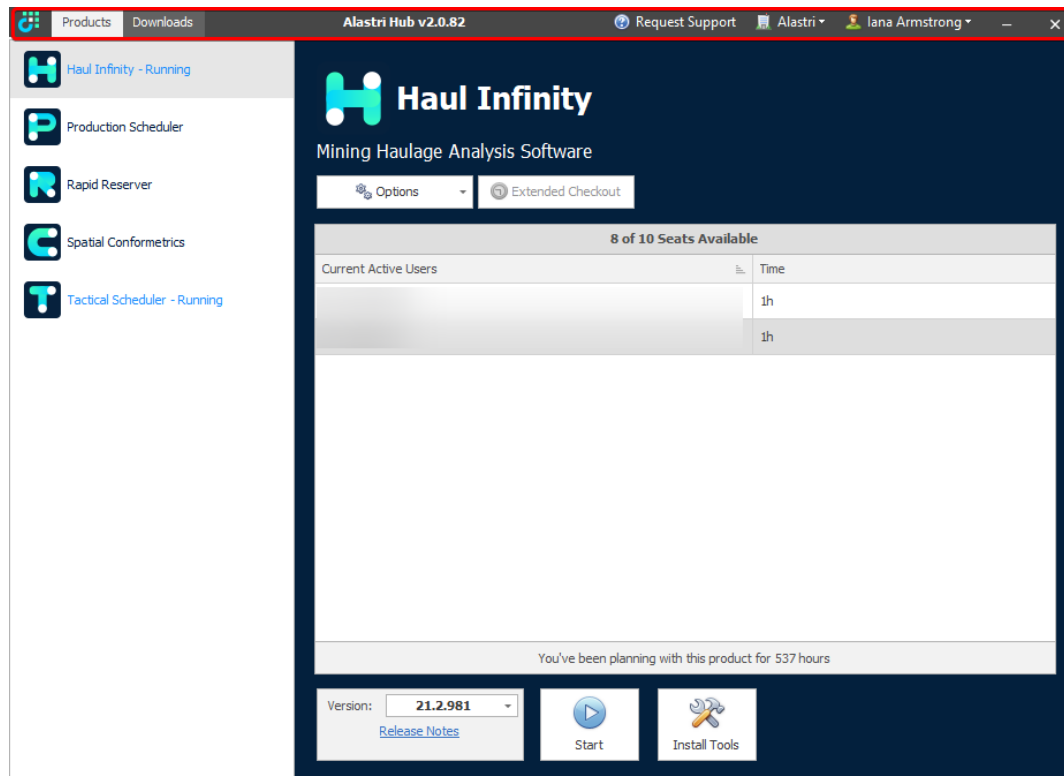 Products Downloads Alastri Hub v2.0.82 Request Support Alastri Iana Armstrong
Haul Infinity - Running
Production Scheduler
Rapid Reserver
Spatial Conformetrics
Tactical Scheduler - Running
Haul Infinity
Mining Haulage Analysis Software
Options Extended Checkout
8 of 10 Seats Available
Current Active Users Time
1h
1h
You've been planning with this product for 537 hours
Version: 21.2.981
Release Notes
Start Install Tools